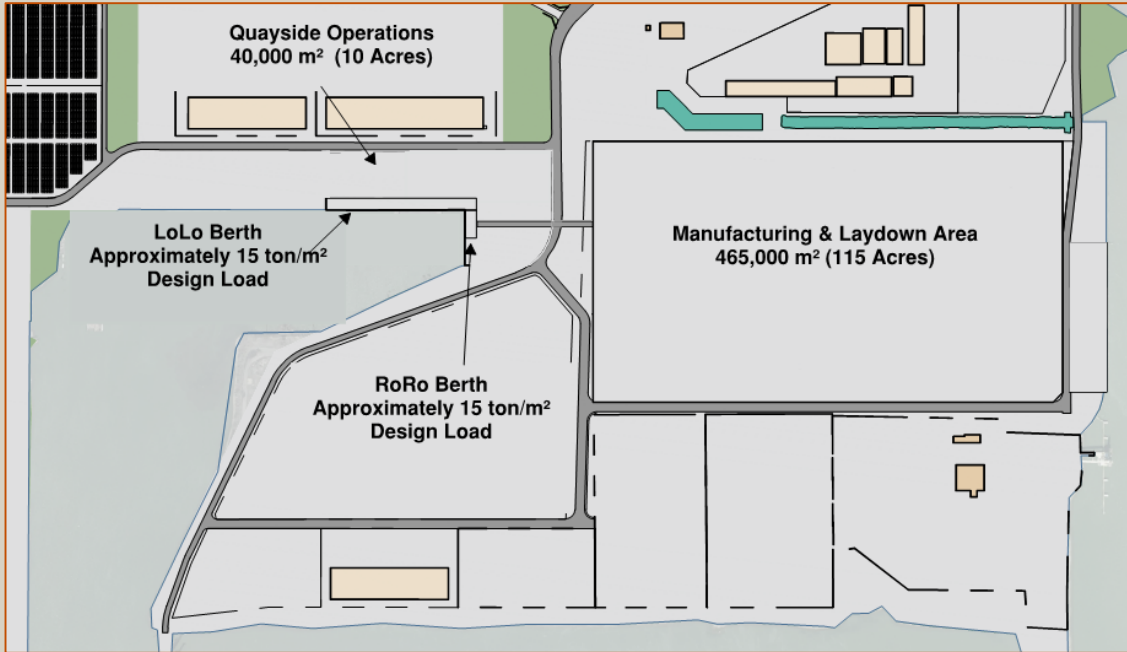 Quayside Operations
40,000 m² (10 Acres)
LoLo Berth
Approximately 15 ton/m²
Design Load
Manufacturing & Laydown Area
465,000 m² (115 Acres)
RoRo Berth
Approximately 15 ton/m²
Design Load